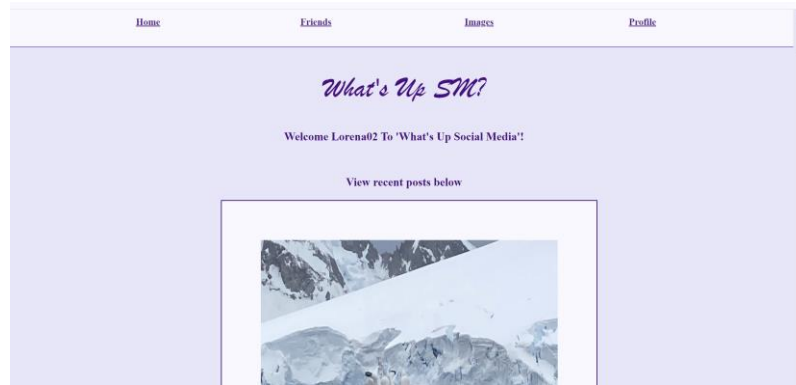 Home Friends Images Profile
What's Up SM?
Welcome Lorena02 To 'What's Up Social Media'!
View recent posts below